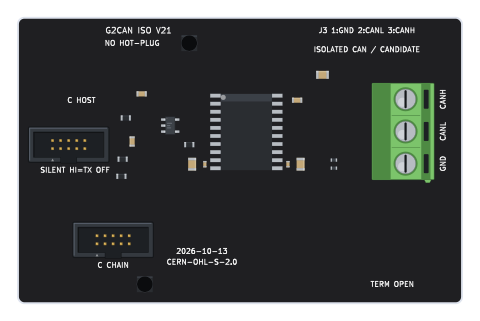 G2CAN ISO V21
NO HOT-PLUG
J3 1:GND 2:CANL 3:CANH
ISOLATED CAN / CANDIDATE
C HOST
SILENT HI=TX OFF
CANH
CANL
GND
C CHAIN
2026-10-13
CERN-OHL-S-2.0
TERM OPEN